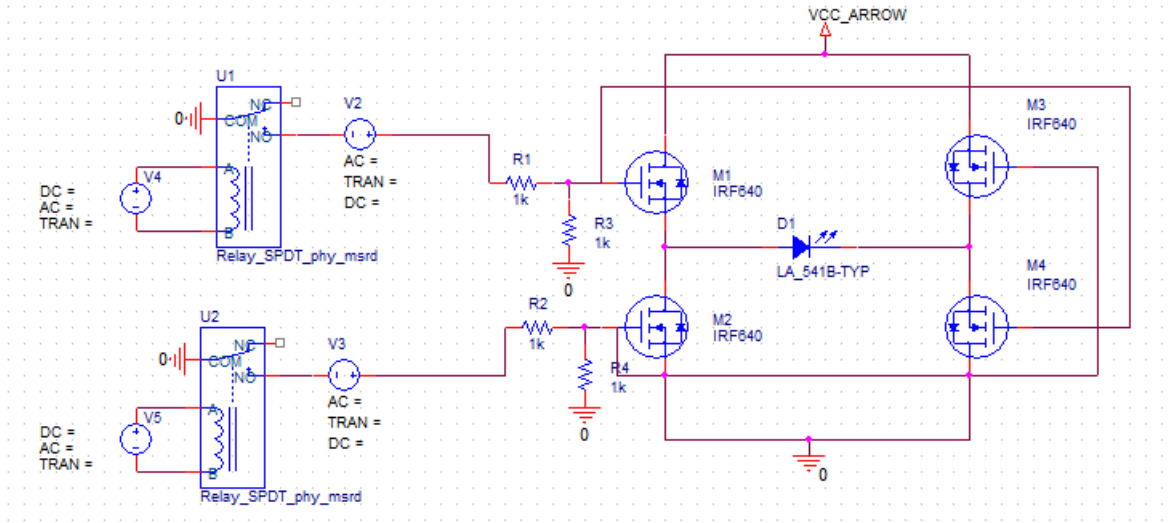 VCC_ARROW
U1
NC
COM
NO
0
A
B
V4
DC =
AC =
TRAN =
Relay_SPDT_phy_msrd
V2
AC =
TRAN =
DC =
R1
1k
R3
1k
0
M1
IRF640
M3
IRF640
D1
LA_541B-TYP
M2
IRF640
M4
IRF640
U2
NC
COM
NO
0
A
B
V5
DC =
AC =
TRAN =
Relay_SPDT_phy_msrd
V3
AC =
TRAN =
DC =
R2
1k
R4
1k
0
0